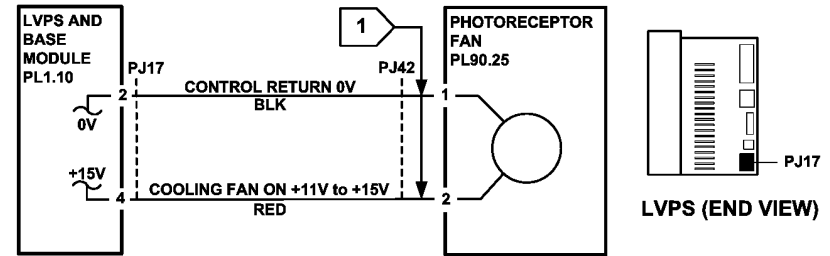 LVPS AND
BASE
MODULE
PL1.10
PJ17
2
0V
+15V
4
CONTROL RETURN 0V
BLK
COOLING FAN ON +11V to +15V
RED
1
PJ42
1
2
PHOTORECEPTOR
FAN
PL90.25
PJ17
LVPS (END VIEW)